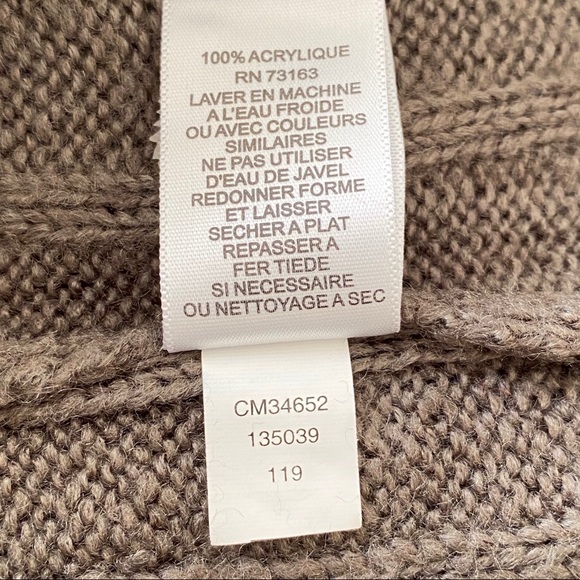 100% ACRYLIQUE
RN 73163
LAVER EN MACHINE
A L'EAU FROIDE
OU AVEC COULEURS
SIMILAIRES
NE PAS UTILISER
D'EAU DE JAVEL
REDONNER FORME
ET LAISSER
SECHER A PLAT
REPASSER A
FER TIEDE
SI NECESSAIRE
OU NETTOYAGE A SEC
CM34652
135039
119